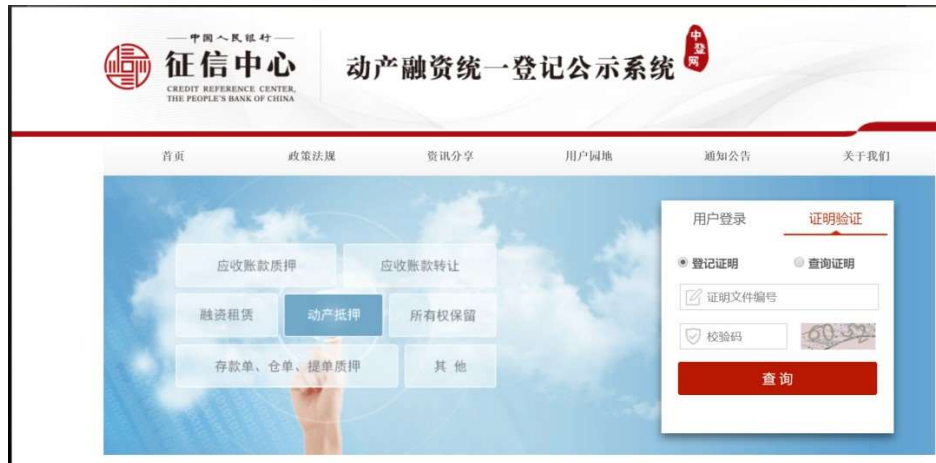 中国人民银行
征信中心
CREDIT REFERENCE CENTER,
THE PEOPLE'S BANK OF CHINA
动产融资统一登记公示系统
中登网
首页
政策法规
资讯分享
用户园地
通知公告
关于我们
应收账款质押
应收账款转让
融资租赁
动产抵押
所有权保留
存款单、仓单、提单质押
其 他
用户登录
证明验证
登记证明
查询证明
证明文件编号
校验码
查 询